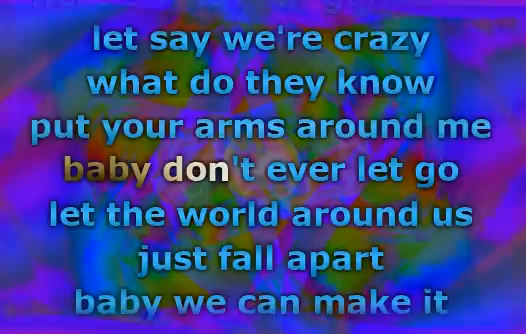 let say we're crazy
what do they know
put your arms around me
baby don't ever let go
let the world around us
just fall apart
baby we can make it